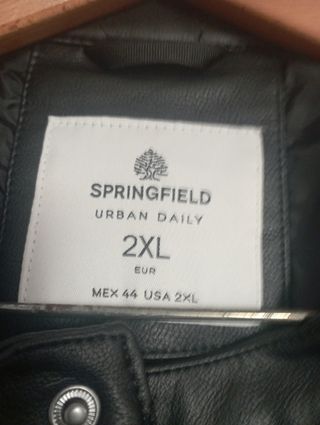 SPRINGFIELD
URBAN DAILY
2XL
EUR
MEX 44 USA 2XL